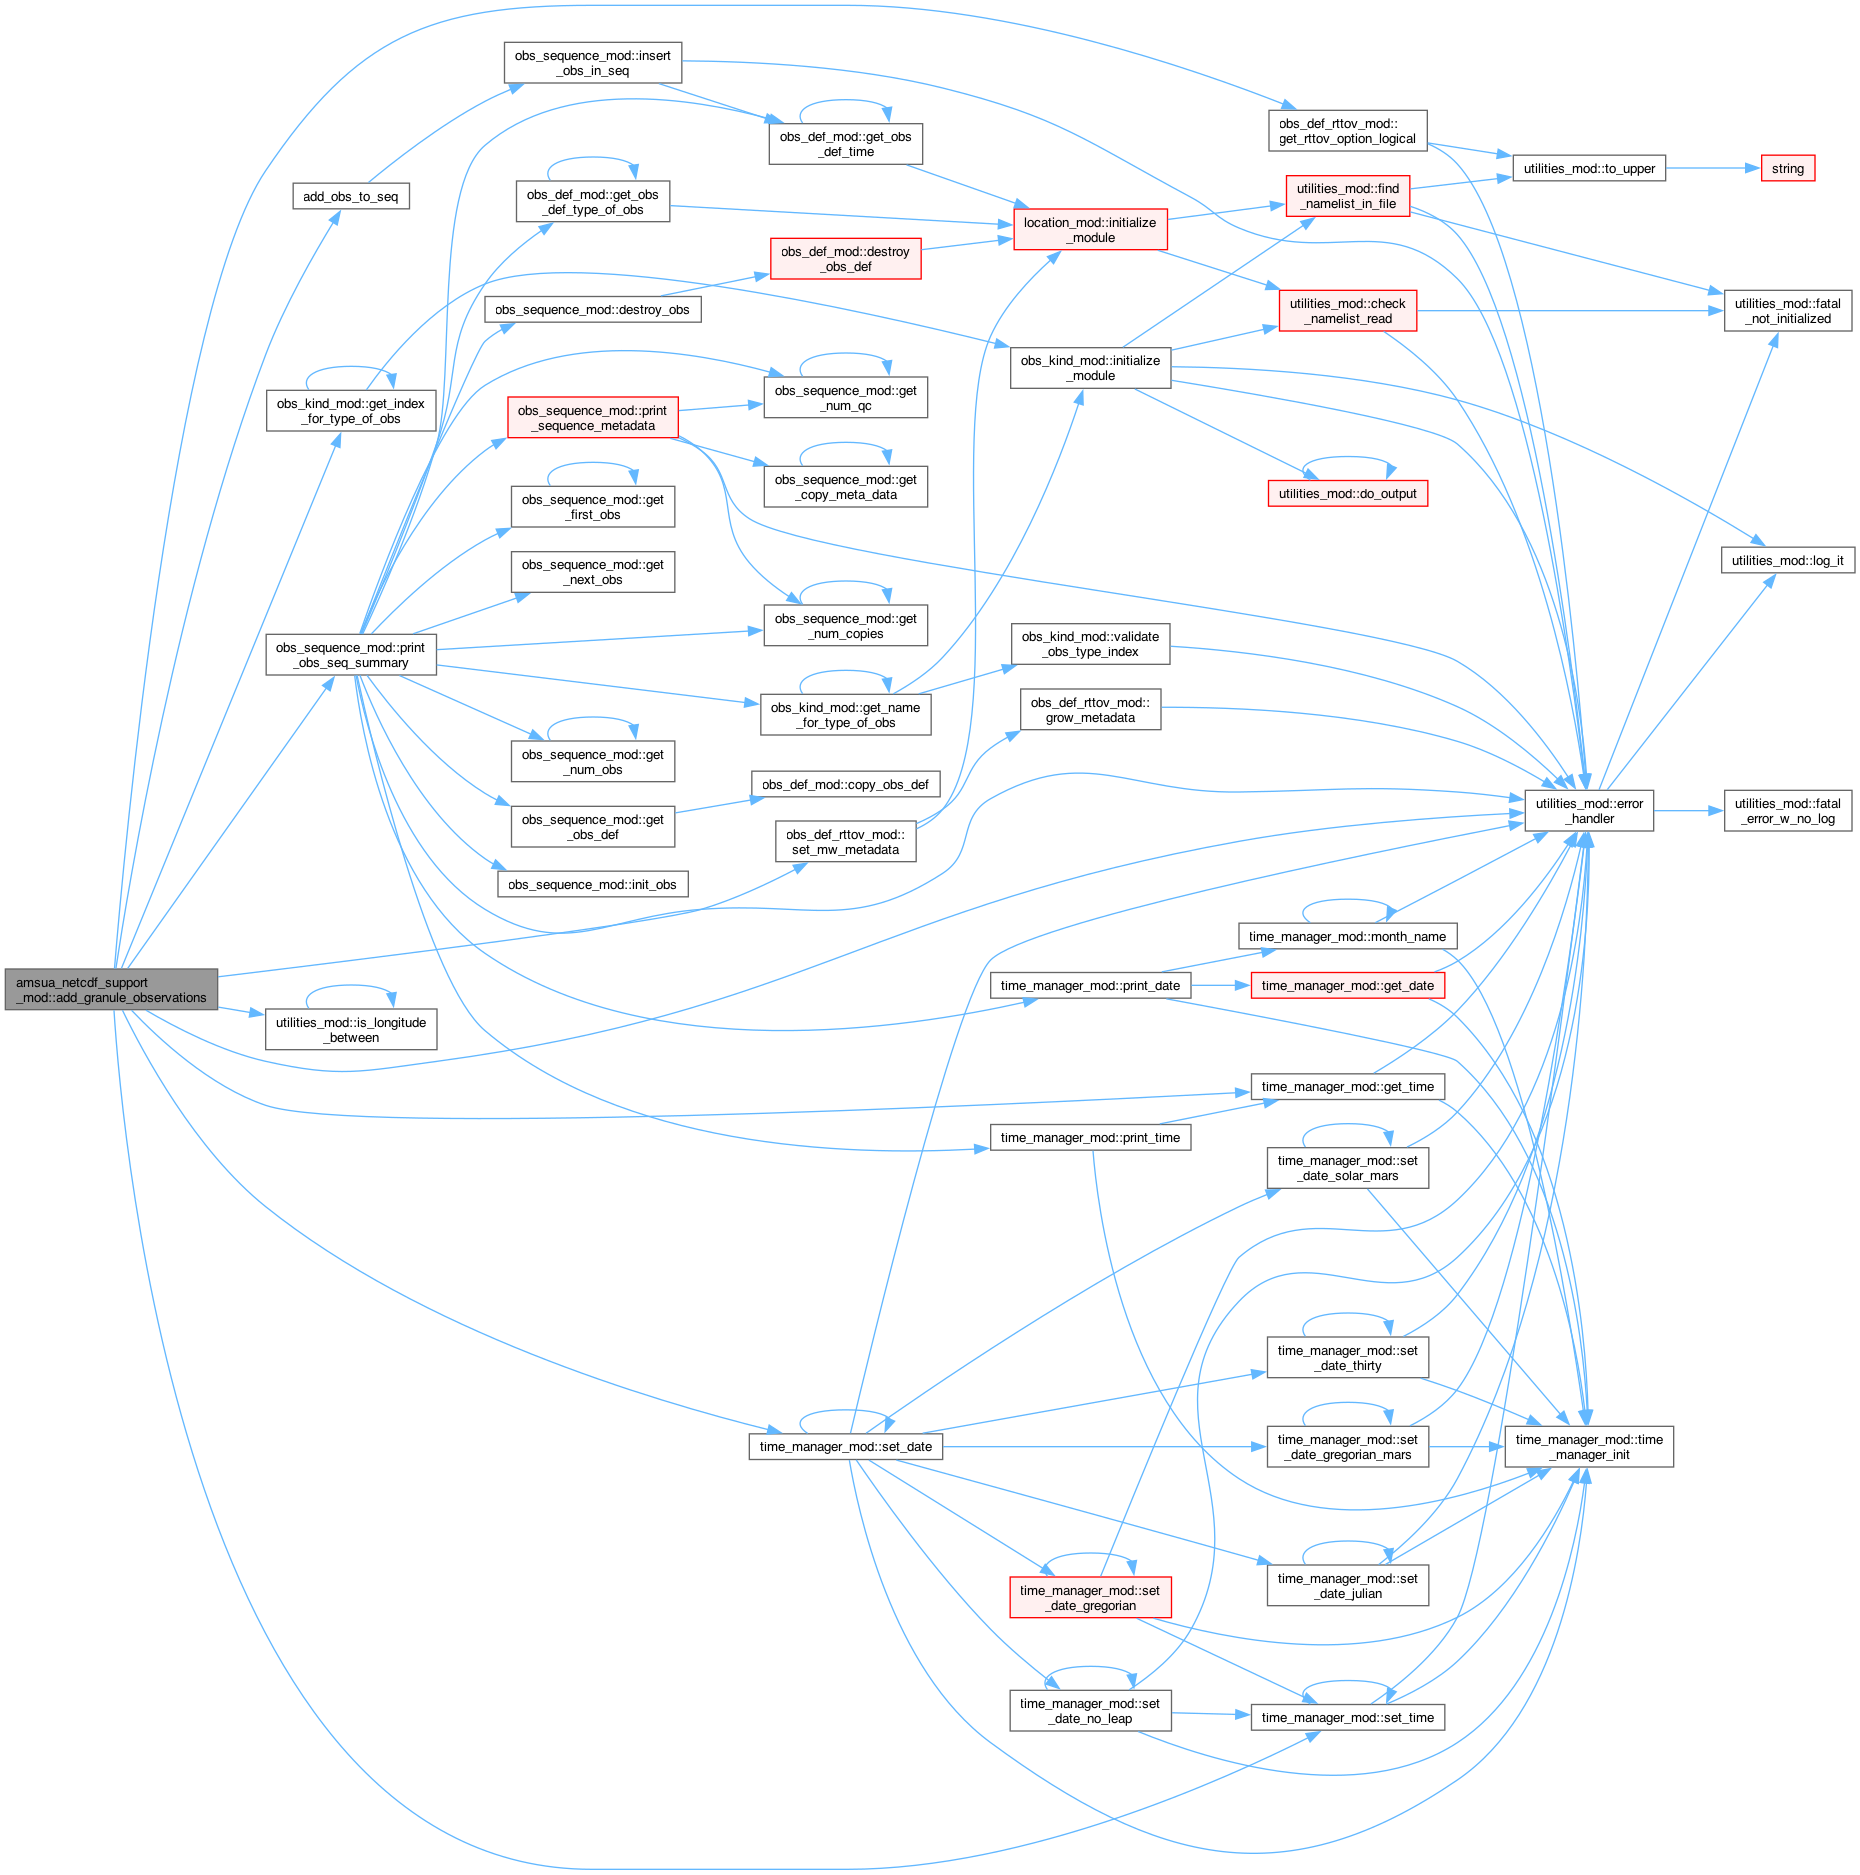 obs_sequence_mod::insert
_obs_in_seq
obs_def_rttov_mod::
get_rttov_option_logical
obs_def_mod::get_obs
_def_time
utilities_mod::to_upper
string
add_obs_to_seq
obs_def_mod::get_obs
_def_type_of_obs
utilities_mod::find
_namelist_in_file
location_mod::initialize
_module
obs_def_mod::destroy
_obs_def
obs_sequence_mod::destroy_obs
utilities_mod::check
_namelist_read
utilities_mod::fatal
_not_initialized
obs_kind_mod::initialize
_module
obs_kind_mod::get_index
_for_type_of_obs
obs_sequence_mod::get
_num_qc
obs_sequence_mod::print
_sequence_metadata
obs_sequence_mod::get
_copy_meta_data
utilities_mod::do_output
obs_sequence_mod::get
_first_obs
obs_sequence_mod::get
_next_obs
utilities_mod::log_it
obs_sequence_mod::get
_num_copies
obs_kind_mod::validate
_obs_type_index
obs_sequence_mod::print
_obs_seq_summary
obs_kind_mod::get_name
_for_type_of_obs
obs_def_rttov_mod::
grow_metadata
obs_sequence_mod::get
_num_obs
obs_def_mod::copy_obs_def
utilities_mod::error
_handler
utilities_mod::fatal
_error_w_no_log
obs_sequence_mod::get
_obs_def
obs_def_rttov_mod::
set_mw_metadata
obs_sequence_mod::init_obs
time_manager_mod::month_name
amsua_netcdf_support
_mod::add_granule_observations
time_manager_mod::print_date
time_manager_mod::get_date
utilities_mod::is_longitude
_between
time_manager_mod::get_time
time_manager_mod::print_time
time_manager_mod::set
_date_solar_mars
time_manager_mod::set
_date_thirty
time_manager_mod::set_date
time_manager_mod::set
_date_gregorian_mars
time_manager_mod::time
_manager_init
time_manager_mod::set
_date_julian
time_manager_mod::set
_date_gregorian
time_manager_mod::set
_date_no_leap
time_manager_mod::set_time